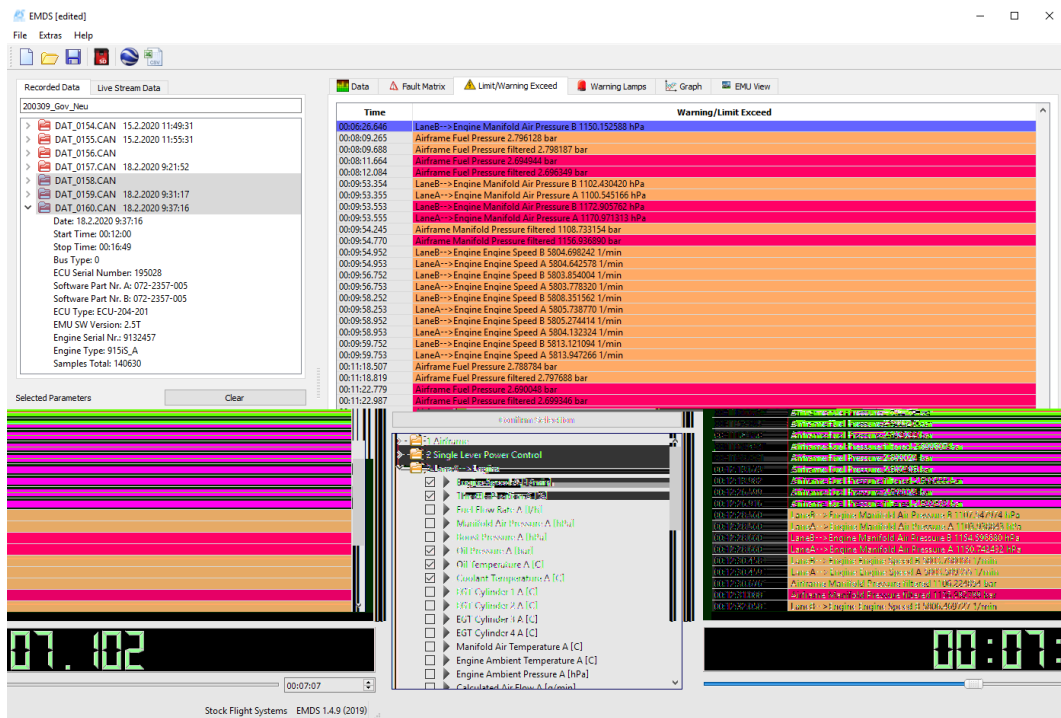 EMDS [edited]
File Extras Help
Recorded Data Live Stream Data
200309_Gov_Neu
DAT_0154.CAN 15.2.2020 11:49:31
DAT_0155.CAN 15.2.2020 11:55:31
DAT_0156.CAN
DAT_0157.CAN 18.2.2020 9:21:52
DAT_0158.CAN
DAT_0159.CAN 18.2.2020 9:31:17
DAT_0160.CAN 18.2.2020 9:37:16
Date: 18.2.2020 9:37:16
Start Time: 00:12:00
Stop Time: 00:16:49
Bus Type: 0
ECU Serial Number: 195028
Software Part Nr. A: 072-2357-005
Software Part Nr. B: 072-2357-005
ECU Type: ECU-204-201
EMU SW Version: 2.5T
Engine Serial Nr.: 9132457
Engine Type: 915iS_A
Samples Total: 140630
Selected Parameters Clear
Data Fault Matrix Limit/Warning Exceed Warning Lamps Graph EMU View
Time Warning/Limit Exceed
00:06:26.646 LaneB-->Engine Manifold Air Pressure B 1150.152588 hPa
00:08:09.265 Airframe Fuel Pressure 2.796128 bar
00:08:09.688 Airframe Fuel Pressure filtered 2.798187 bar
00:08:11.664 Airframe Fuel Pressure 2.694944 bar
00:08:12.084 Airframe Fuel Pressure filtered 2.696349 bar
00:09:53.354 LaneB-->Engine Manifold Air Pressure B 1102.430420 hPa
00:09:53.355 LaneA-->Engine Manifold Air Pressure A 1100.545166 hPa
00:09:53.553 LaneB-->Engine Manifold Air Pressure B 1172.905762 hPa
00:09:53.555 LaneA-->Engine Manifold Air Pressure A 1170.971313 hPa
00:09:54.245 Airframe Manifold Pressure filtered 1108.733154 bar
00:09:54.770 Airframe Manifold Pressure filtered 1156.936890 bar
00:09:54.952 LaneB-->Engine Engine Speed B 5804.698242 1/min
00:09:54.953 LaneA-->Engine Engine Speed A 5804.642578 1/min
00:09:56.752 LaneB-->Engine Engine Speed B 5803.854004 1/min
00:09:56.753 LaneA-->Engine Engine Speed A 5803.778320 1/min
00:09:58.252 LaneB-->Engine Engine Speed B 5808.351562 1/min
00:09:58.253 LaneA-->Engine Engine Speed A 5805.738770 1/min
00:09:58.952 LaneB-->Engine Engine Speed B 5805.274414 1/min
00:09:58.953 LaneA-->Engine Engine Speed A 5804.132324 1/min
00:09:59.752 LaneB-->Engine Engine Speed B 5813.121094 1/min
00:09:59.753 LaneA-->Engine Engine Speed A 5813.947266 1/min
00:11:18.507 Airframe Fuel Pressure 2.788784 bar
00:11:18.819 Airframe Fuel Pressure filtered 2.797688 bar
00:11:22.779 Airframe Fuel Pressure 2.690048 bar
00:11:22.987 Airframe Fuel Pressure filtered 2.699346 bar
Airframe
Single Lever Power Control
Fuel Flow Rate A [l/h]
Manifold Air Pressure A [hPa]
Boost Pressure A [hPa]
Oil Pressure A [bar]
Oil Temperature A [C]
Coolant Temperature A [C]
EGT Cylinder 1 A [C]
EGT Cylinder 2 A [C]
EGT Cylinder 3 A [C]
EGT Cylinder 4 A [C]
Manifold Air Temperature A [C]
Engine Ambient Temperature A [C]
Engine Ambient Pressure A [hPa]
Calculated Air Flow A [g/min]
Airframe Fuel Pressure
LaneB-->Engine Manifold Air Pressure B 1154.596680 hPa
LaneA-->Engine Manifold Air Pressure A 1150.742432 hPa
07.102
00:07:
00:07:07
Stock Flight Systems EMDS 1.4.9 (2019)